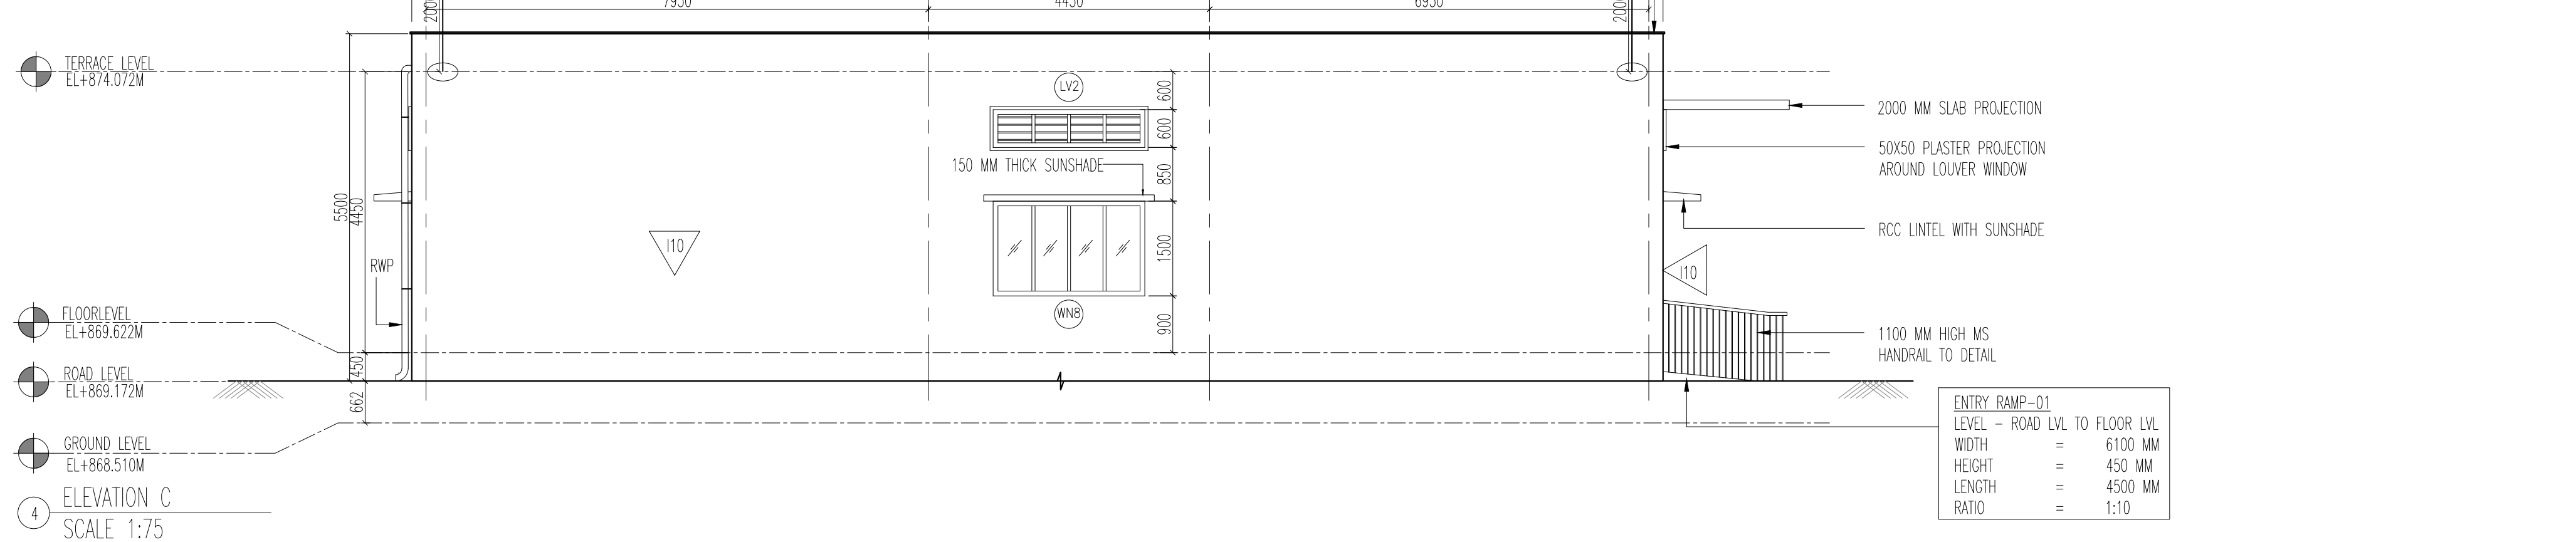 7950
4450
6950
2000
2000
TERRACE LEVEL
EL+874.072M
LV2
600
600
850
1500
900
150 MM THICK SUNSHADE
2000 MM SLAB PROJECTION
50X50 PLASTER PROJECTION
AROUND LOUVER WINDOW
RCC LINTEL WITH SUNSHADE
5500
4450
I10
I10
RWP
WN8
FLOORLEVEL
EL+869.622M
1100 MM HIGH MS
HANDRAIL TO DETAIL
450
ROAD LEVEL
EL+869.172M
662
GROUND LEVEL
EL+868.510M
ENTRY RAMP-01
LEVEL - ROAD LVL TO FLOOR LVL
WIDTH = 6100 MM
HEIGHT = 450 MM
LENGTH = 4500 MM
RATIO = 1:10
4
ELEVATION C
SCALE 1:75